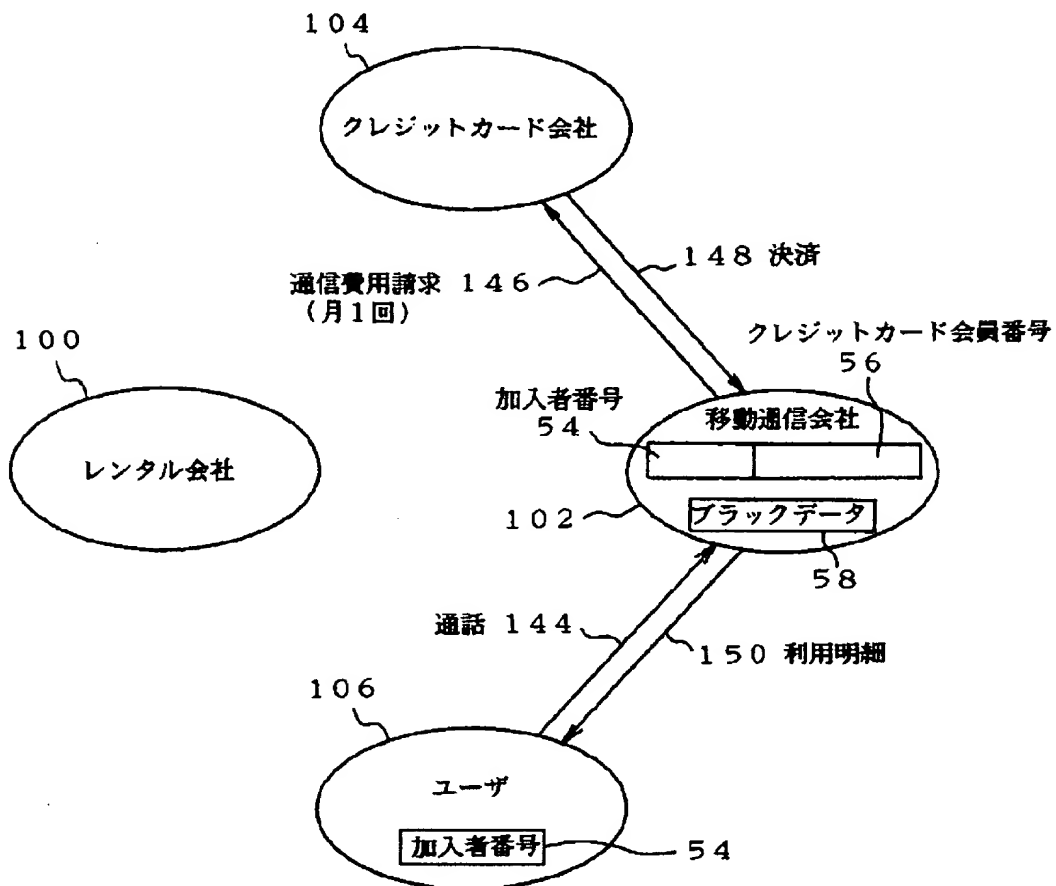 １０４
クレジットカード会社
１４８ 決済
通信費用請求 １４６
（月１回）
クレジットカード会員番号
５６
１００
加入者番号
５４
移動通信会社
レンタル会社
１０２
ブラックデータ
５８
通話 １４４
１５０ 利用明細
１０６
ユーザ
加入者番号
５４